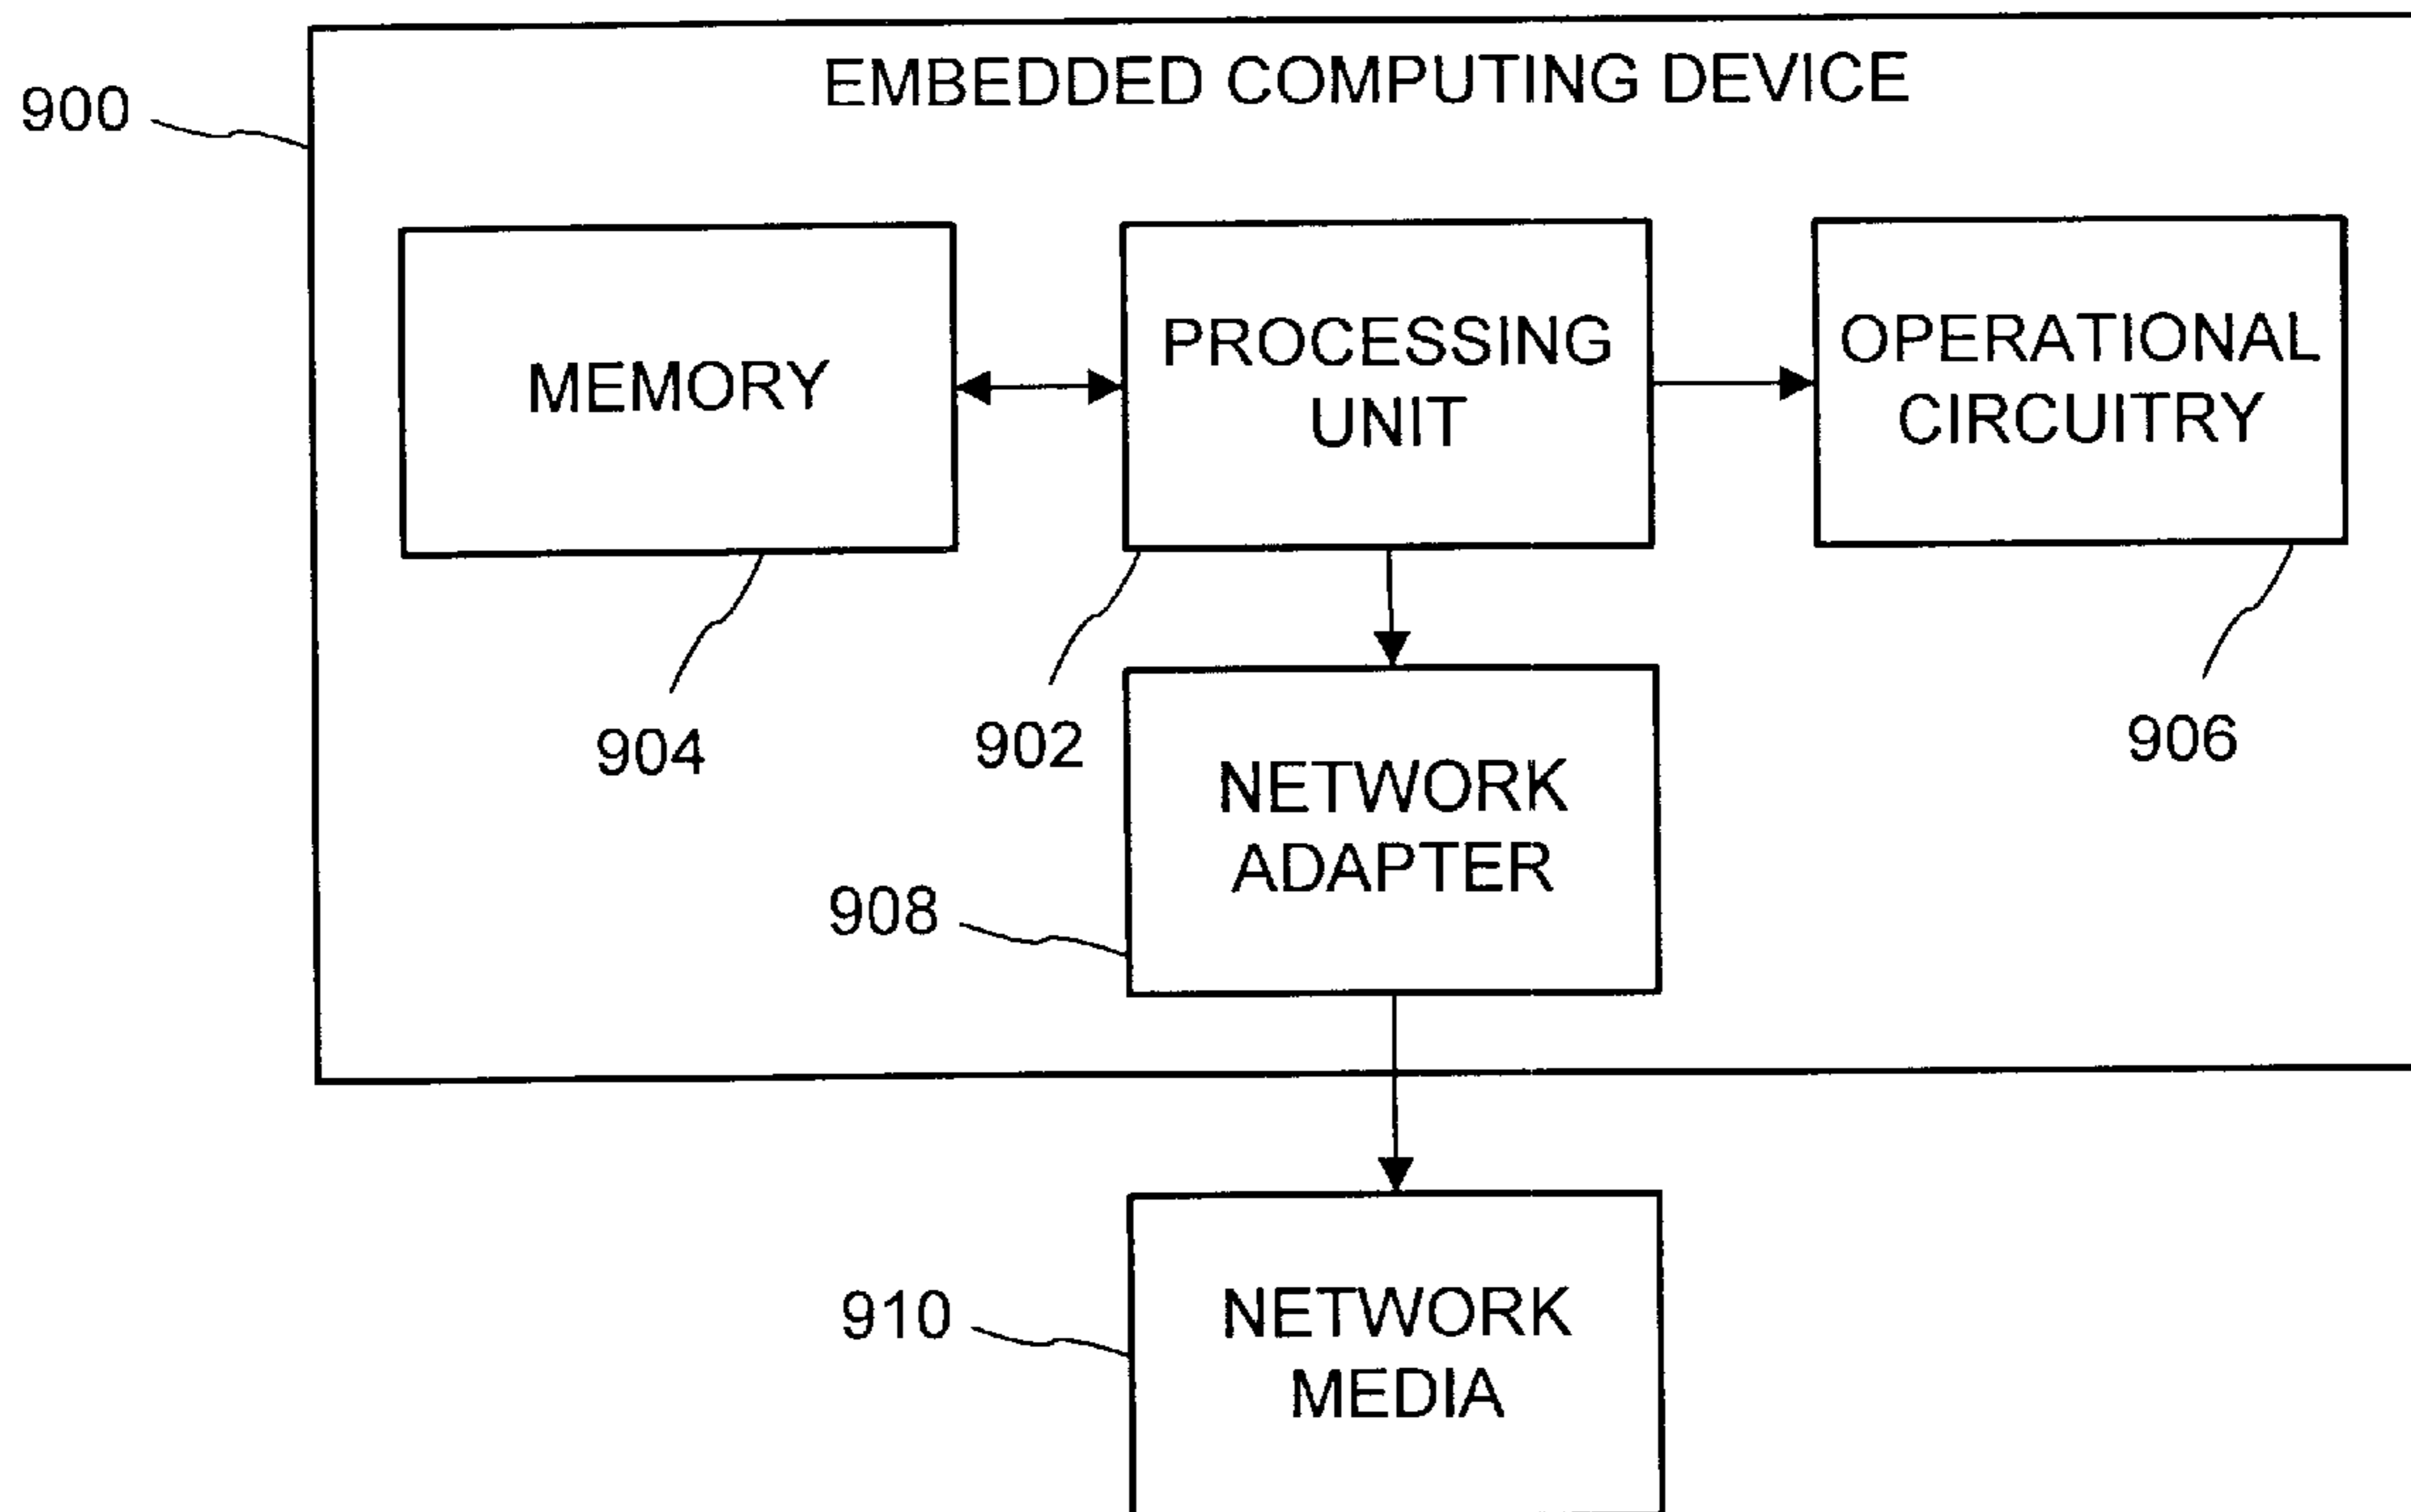 EMBEDDED COMPUTING DEVICE
900
MEMORY
PROCESSING
UNIT
OPERATIONAL
CIRCUITRY
904
902
906
NETWORK
ADAPTER
908
910
NETWORK
MEDIA